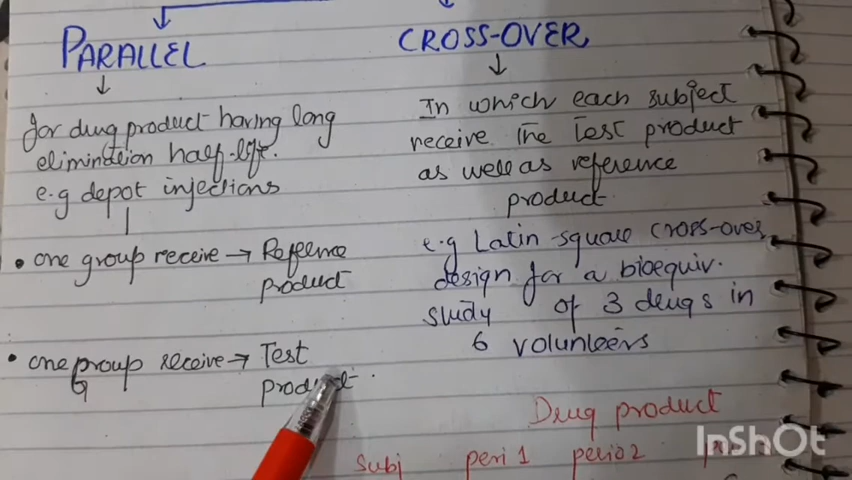 PARALLEL
for drug product having long
elimination half-life.
e.g depot injections
• one group receive → Reference
product
• one group receive → Test
product.
CROSS-OVER
In which each subject
receive the Test product
as well as reference
product.
e.g Latin-square cross-over
design for a bioequiv.
study of 3 drugs in
6 volunteers
Drug product
Subj peri 1 perio 2
InShOt